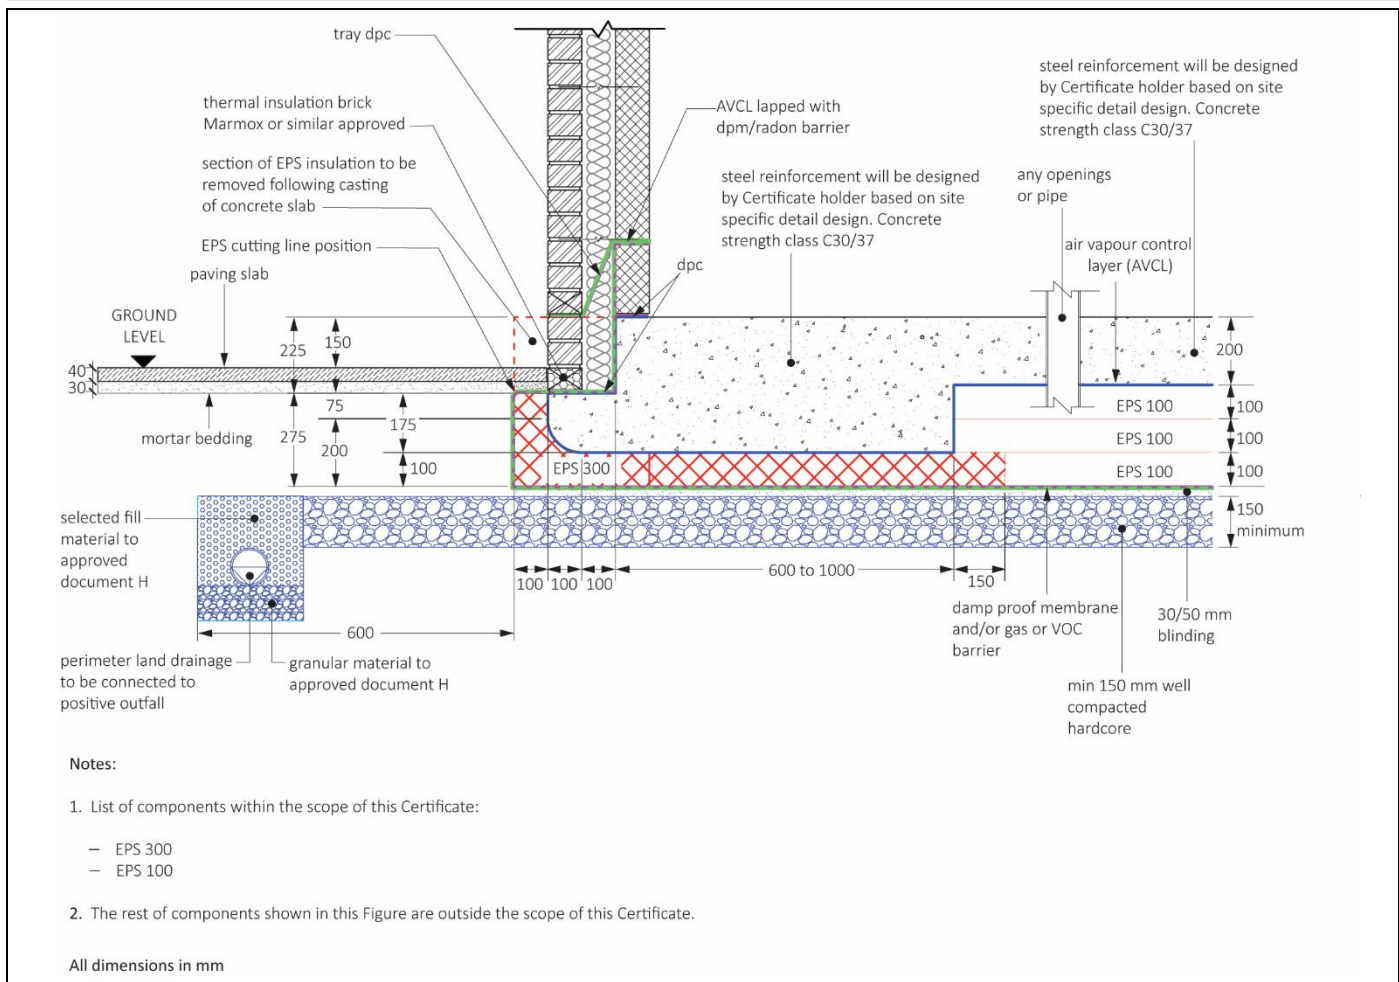 tray dpc
thermal insulation brick
Marmox or similar approved
section of EPS insulation to be
removed following casting
of concrete slab
EPS cutting line position
paving slab
GROUND
LEVEL
AVCL lapped with
dpm/radon barrier
steel reinforcement will be designed
by Certificate holder based on site
specific detail design. Concrete
strength class C30/37
dpc
steel reinforcement will be designed
by Certificate holder based on site
specific detail design. Concrete
strength class C30/37
any openings
or pipe
air vapour control
layer (AVCL)
225
150
40
30
75
275
200
175
100
mortar bedding
EPS 300
200
EPS 100
100
EPS 100
100
EPS 100
100
150
minimum
selected fill
material to
approved
document H
100
100
100
600 to 1000
150
600
perimeter land drainage
to be connected to
positive outfall
granular material to
approved document H
damp proof membrane
and/or gas or VOC
barrier
30/50 mm
blinding
min 150 mm well
compacted
hardcore
Notes:
1. List of components within the scope of this Certificate:
– EPS 300
– EPS 100
2. The rest of components shown in this Figure are outside the scope of this Certificate.
All dimensions in mm